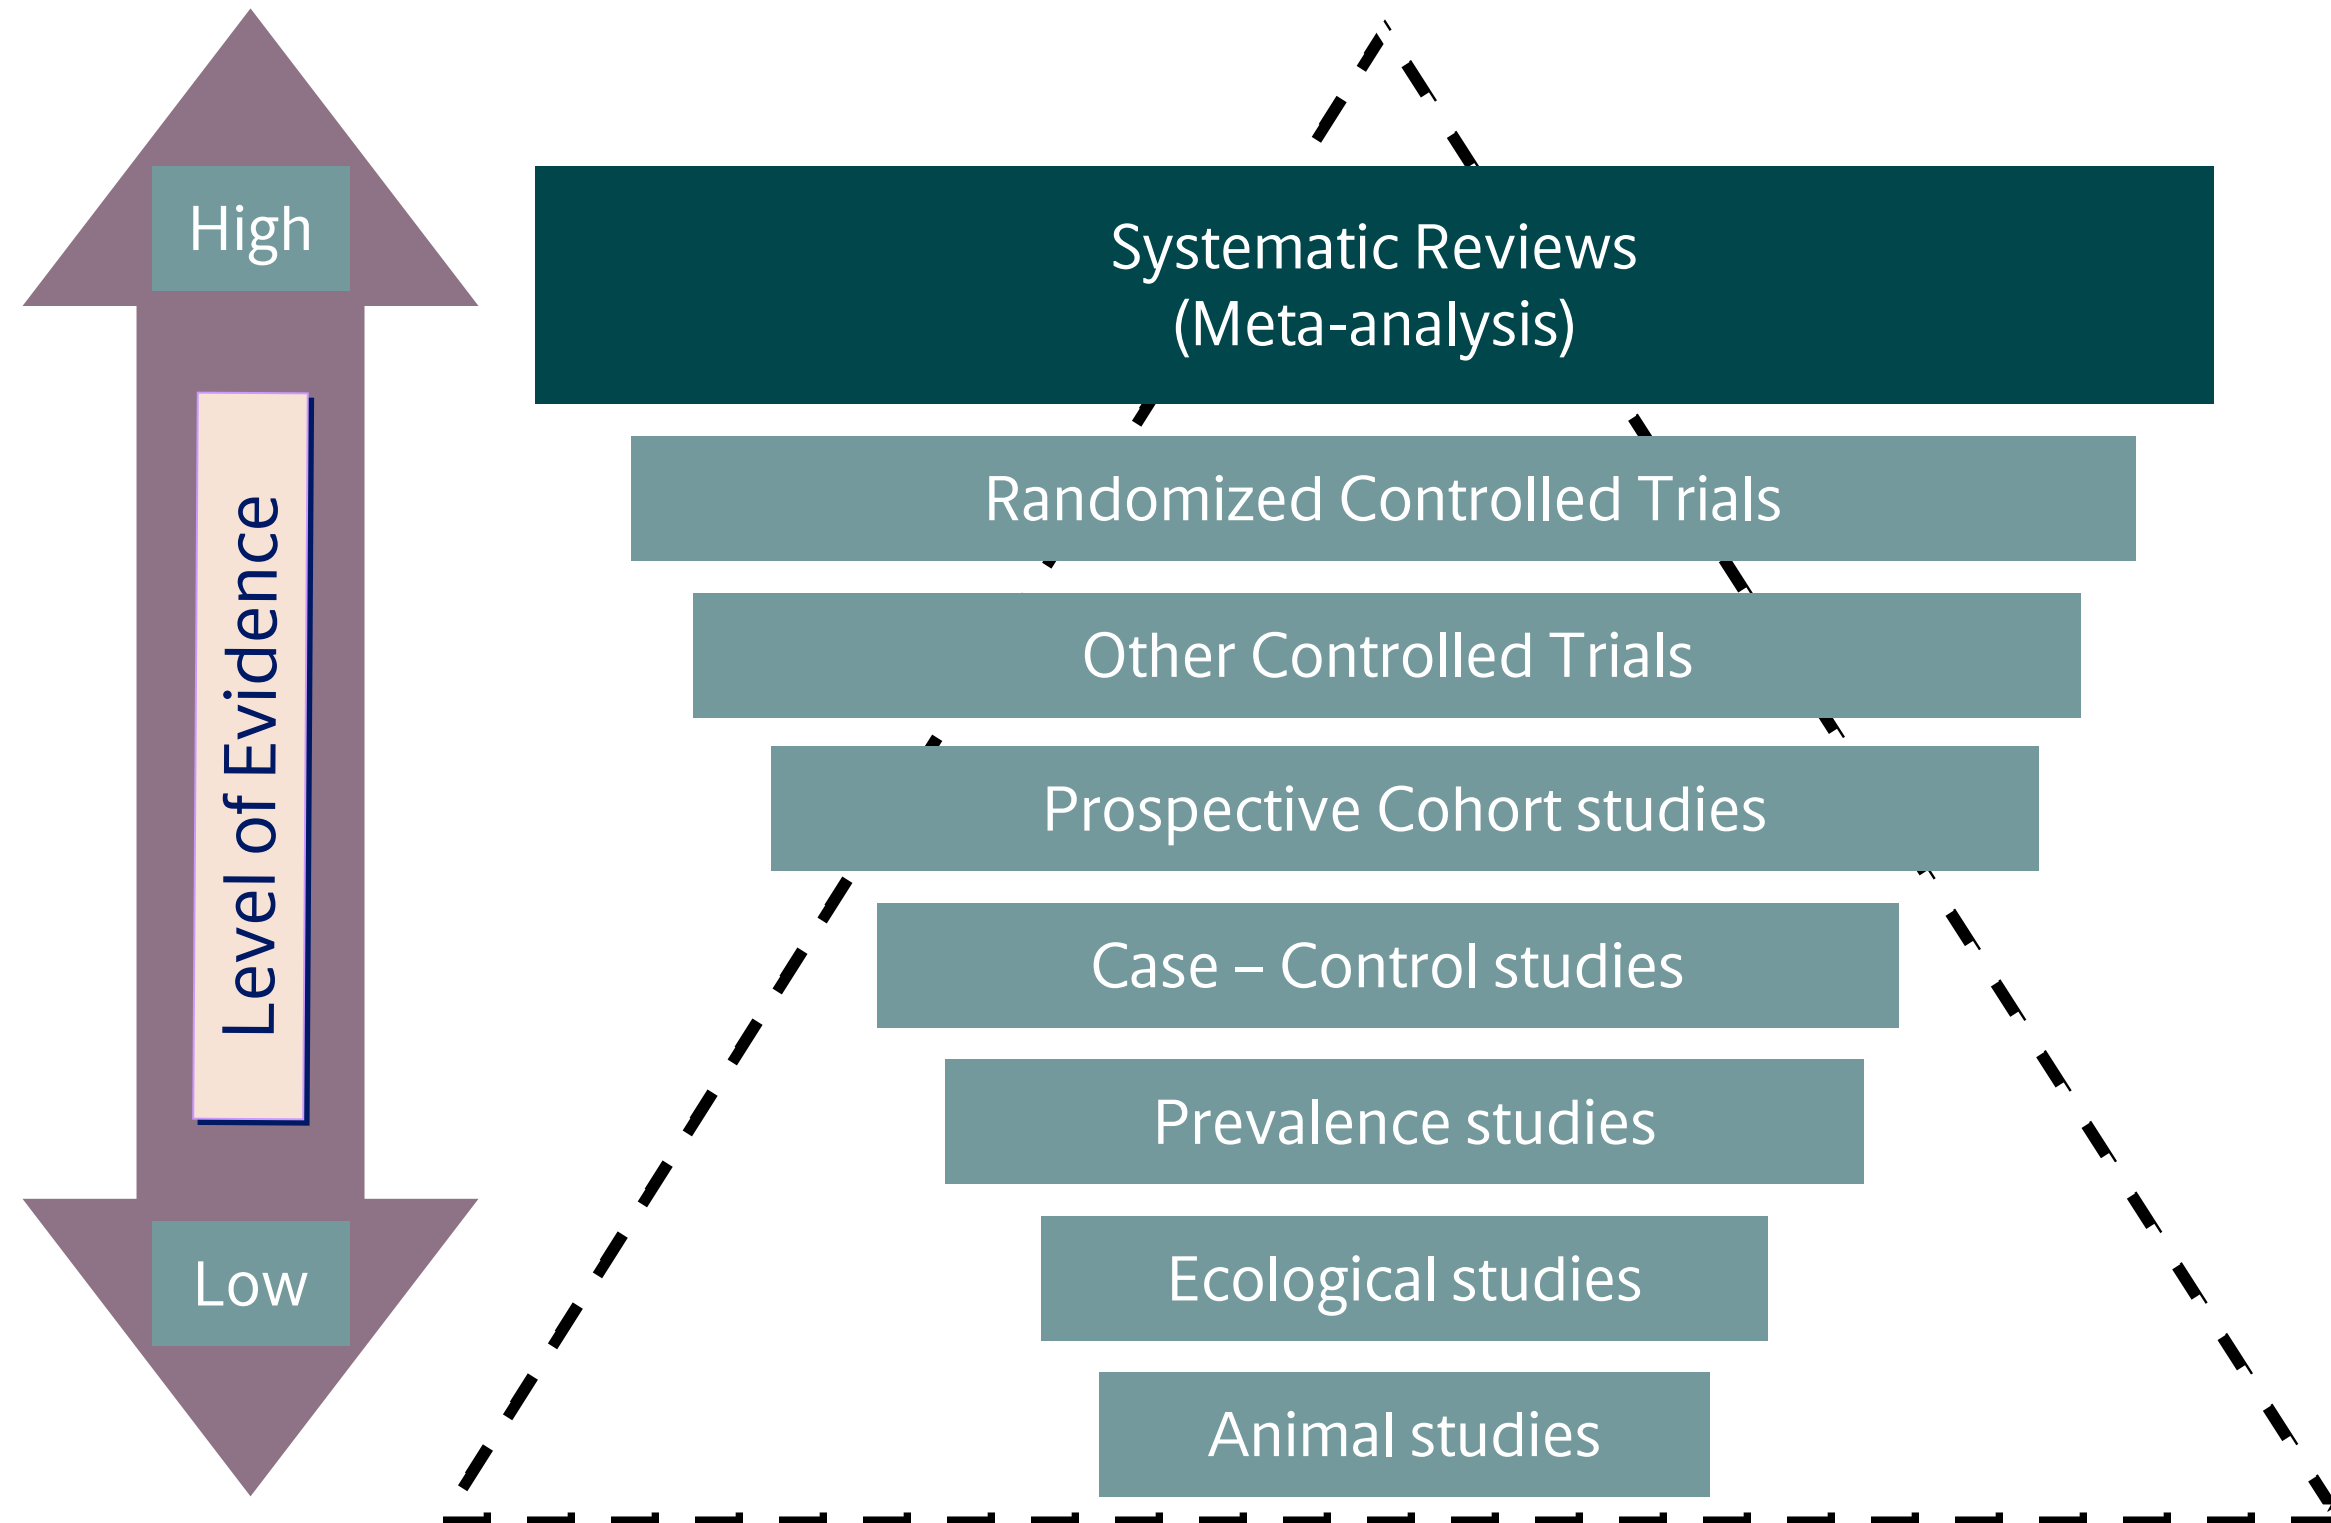 High
Level of Evidence
Low
Systematic Reviews
(Meta-analysis)
Randomized Controlled Trials
Other Controlled Trials
Prospective Cohort studies
Case – Control studies
Prevalence studies
Ecological studies
Animal studies